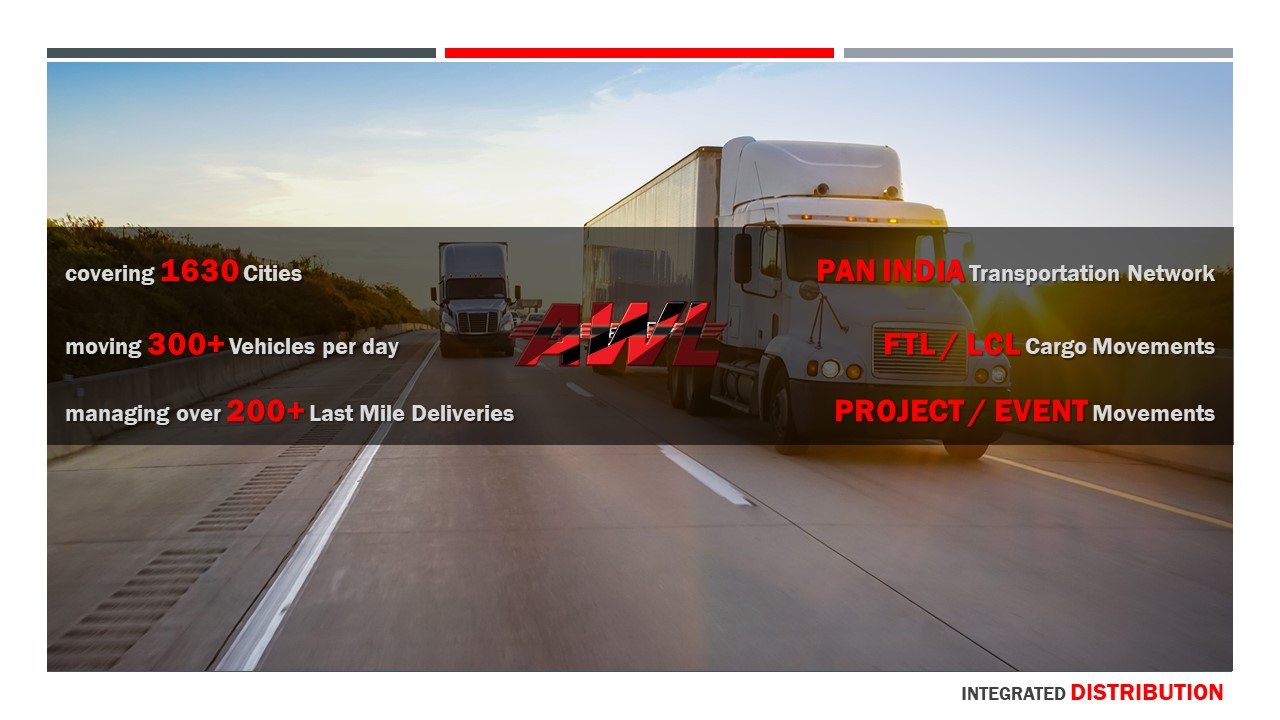 covering 1630 Cities
PAN INDIA Transportation Network
AWL
moving 300+ Vehicles per day
FTL / LCL Cargo Movements
managing over 200+ Last Mile Deliveries
PROJECT / EVENT Movements
INTEGRATED DISTRIBUTION